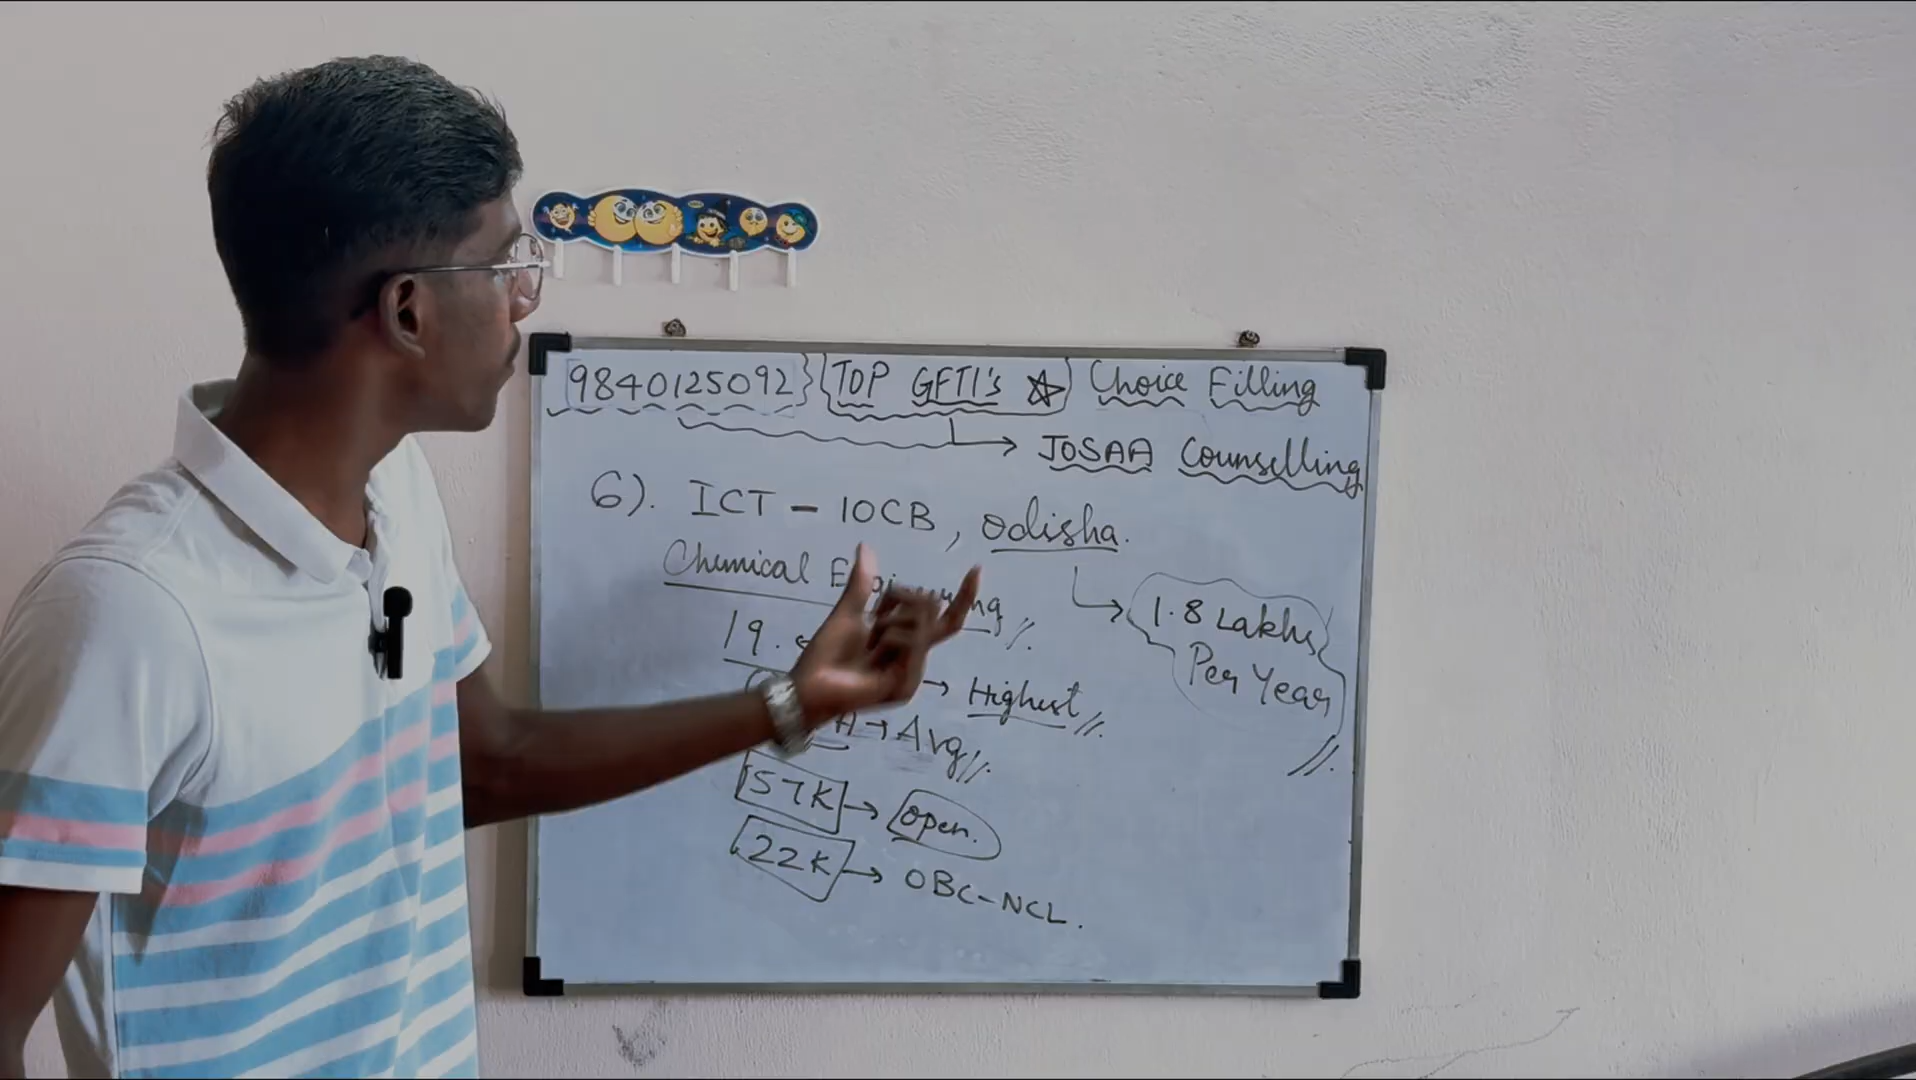 9840125092 TOP GFTI's Choice Filling
JOSAA Counselling
6). ICT - IOCB, Odisha.
Chemical
1.8 Lakhs
Per Year
19.
→ Highest
→ Avg
57K → Open.
22K → OBC-NCL.